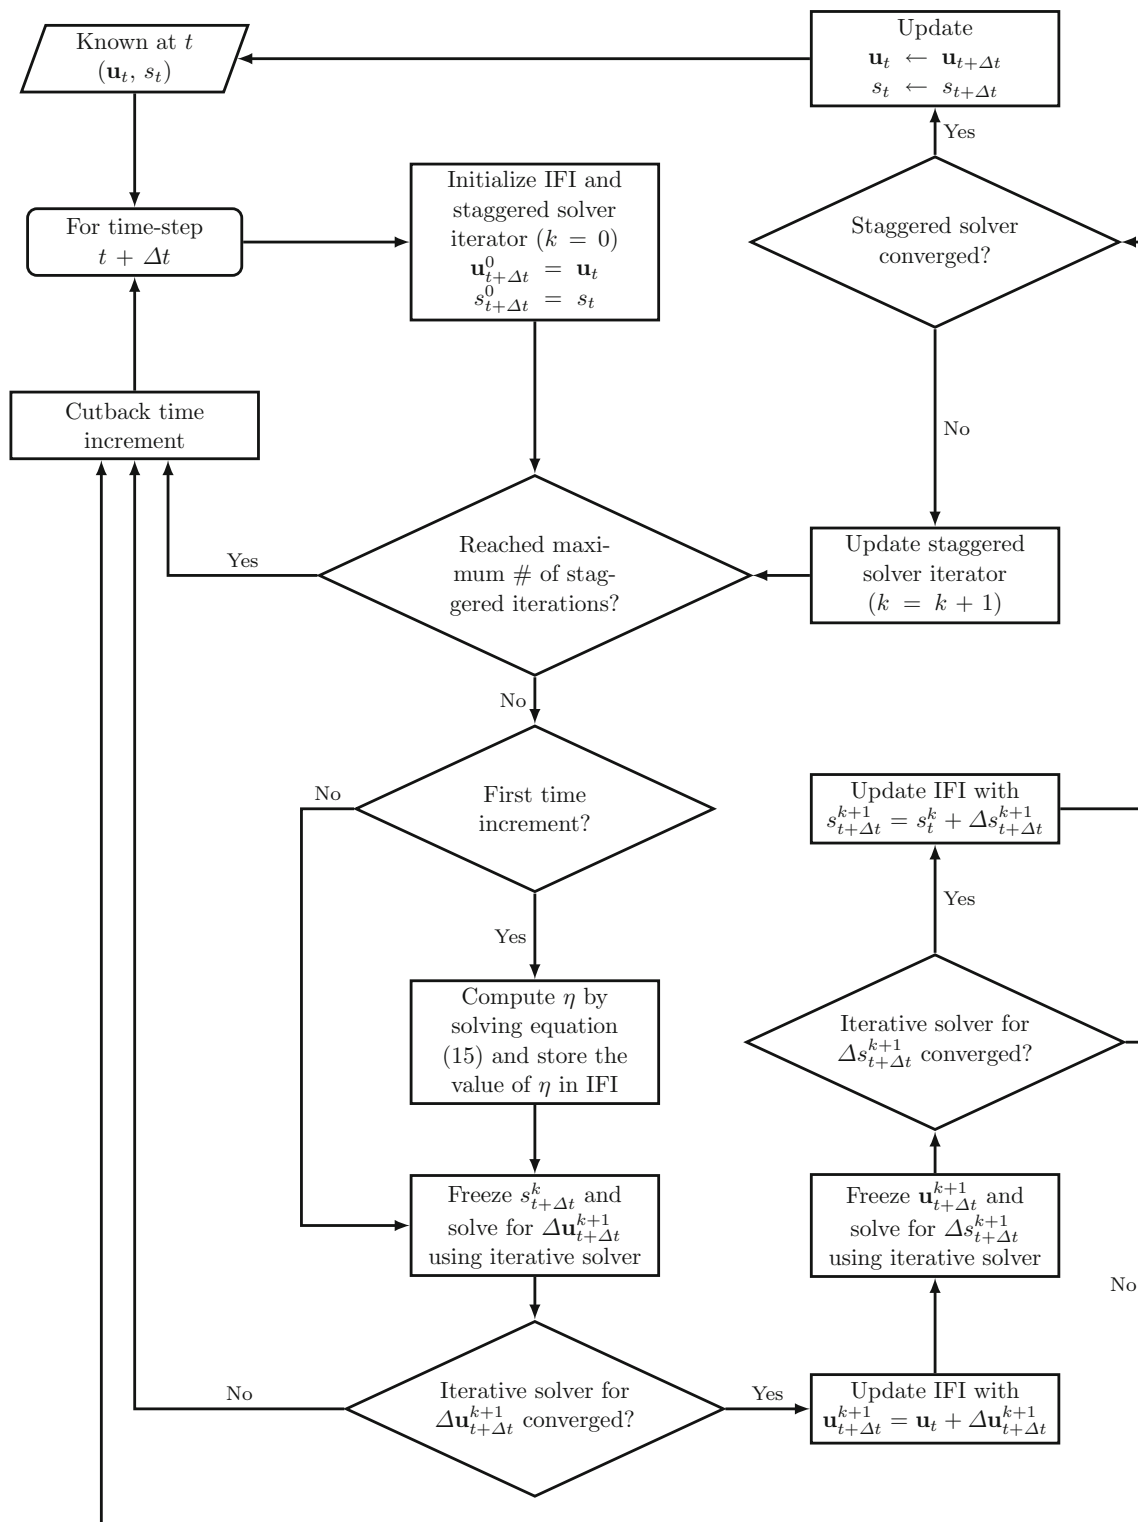 Known at t
(𝐮_t, s_t)
Update
𝐮_t ← 𝐮_{t+Δt}
s_t ← s_{t+Δt}
Yes
For time-step
t + Δt
Initialize IFI and
staggered solver
iterator (k = 0)
𝐮^0_{t+Δt} = 𝐮_t
s^0_{t+Δt} = s_t
Staggered solver
converged?
No
Cutback time
increment
Yes
Reached maxi-
mum # of stag-
gered iterations?
Update staggered
solver iterator
(k = k + 1)
No
No
First time
increment?
Yes
Update IFI with
s^{k+1}_{t+Δt} = s^k_t + Δs^{k+1}_{t+Δt}
Yes
Compute η by
solving equation
(15) and store the
value of η in IFI
Iterative solver for
Δs^{k+1}_{t+Δt} converged?
Freeze s^k_{t+Δt} and
solve for Δ𝐮^{k+1}_{t+Δt}
using iterative solver
Freeze 𝐮^{k+1}_{t+Δt} and
solve for Δs^{k+1}_{t+Δt}
using iterative solver
No
No
Iterative solver for
Δ𝐮^{k+1}_{t+Δt} converged?
Yes
Update IFI with
𝐮^{k+1}_{t+Δt} = 𝐮_t + Δ𝐮^{k+1}_{t+Δt}